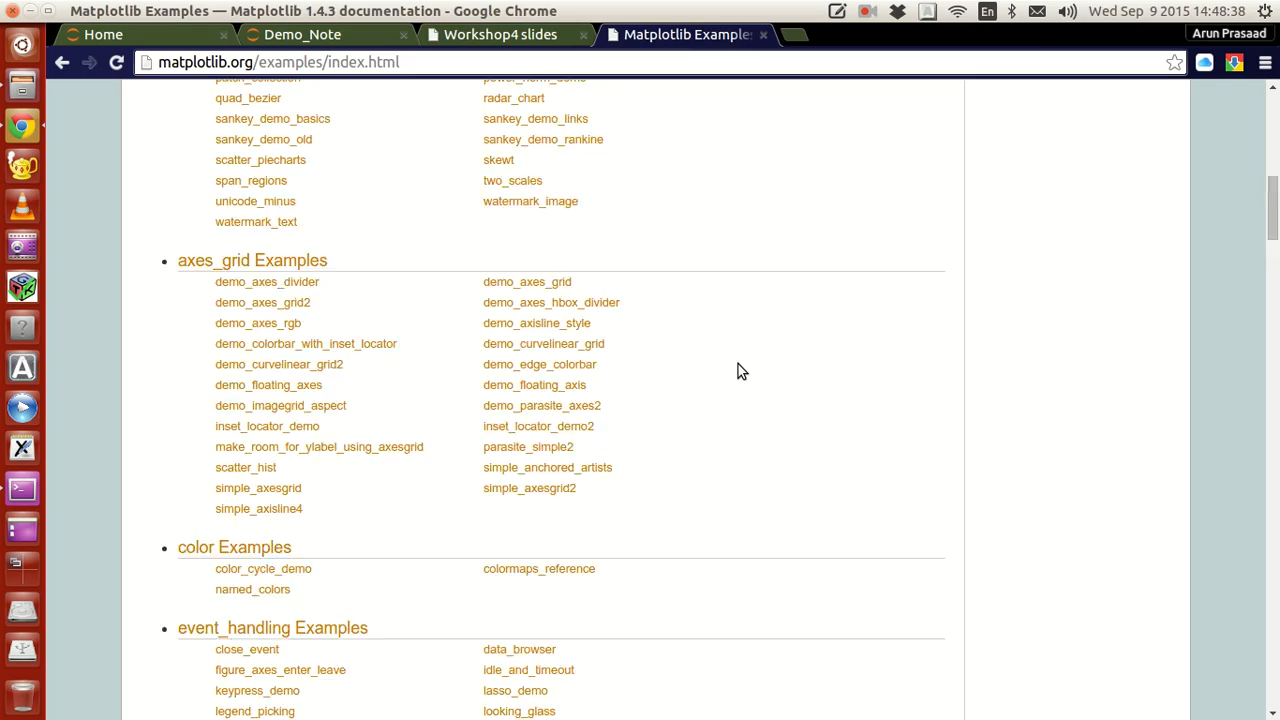 Matplotlib Examples — Matplotlib 1.4.3 documentation - Google Chrome
En
Wed Sep 9 2015 14:48:38
Home
Demo_Note
Workshop4 slides
Matplotlib Examples
Arun Prasaad
matplotlib.org/examples/index.html
patch_collection power_norm_demo
quad_bezier radar_chart
sankey_demo_basics sankey_demo_links
sankey_demo_old sankey_demo_rankine
scatter_piecharts skewt
span_regions two_scales
unicode_minus watermark_image
watermark_text
axes_grid Examples
demo_axes_divider demo_axes_grid
demo_axes_grid2 demo_axes_hbox_divider
demo_axes_rgb demo_axisline_style
demo_colorbar_with_inset_locator demo_curvelinear_grid
demo_curvelinear_grid2 demo_edge_colorbar
demo_floating_axes demo_floating_axis
demo_imagegrid_aspect demo_parasite_axes2
inset_locator_demo inset_locator_demo2
make_room_for_ylabel_using_axesgrid parasite_simple2
scatter_hist simple_anchored_artists
simple_axesgrid simple_axesgrid2
simple_axisline4
color Examples
color_cycle_demo colormaps_reference
named_colors
event_handling Examples
close_event data_browser
figure_axes_enter_leave idle_and_timeout
keypress_demo lasso_demo
legend_picking looking_glass